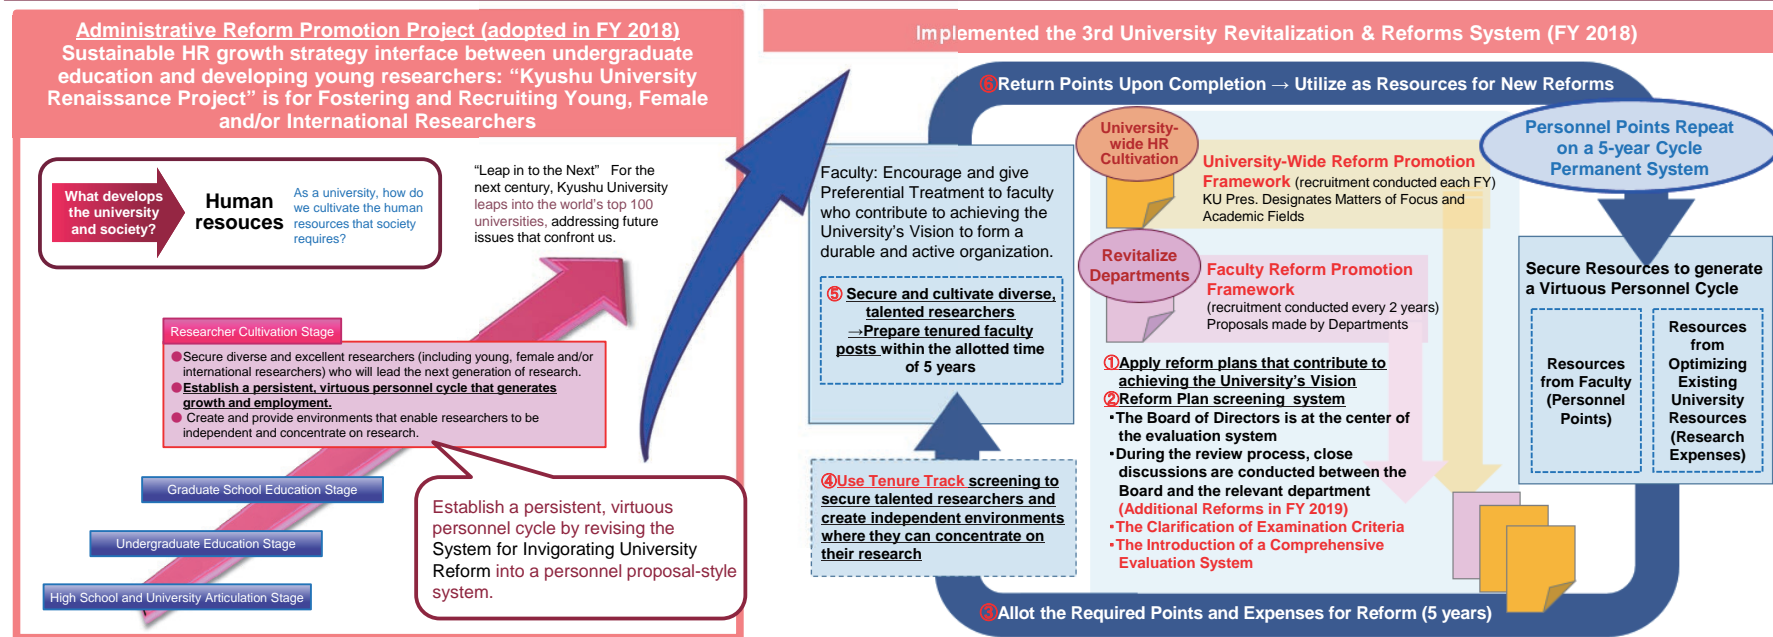 Administrative Reform Promotion Project (adopted in FY 2018)
Sustainable HR growth strategy interface between undergraduate
education and developing young researchers: “Kyushu University
Renaissance Project” is for Fostering and Recruiting Young, Female
and/or International Researchers
What develops
the university
and society?
Human
resouces
As a university, how do
we cultivate the human
resources that society
requires?
“Leap in to the Next” For the
next century, Kyushu University
leaps into the world’s top 100
universities, addressing future
issues that confront us.
Researcher Cultivation Stage
●Secure diverse and excellent researchers (including young, female and/or
international researchers) who will lead the next generation of research.
●Establish a persistent, virtuous personnel cycle that generates
growth and employment.
● Create and provide environments that enable researchers to be
independent and concentrate on research.
Graduate School Education Stage
Undergraduate Education Stage
High School and University Articulation Stage
Establish a persistent, virtuous
personnel cycle by revising the
System for Invigorating University
Reform into a personnel proposal-style
system.
Implemented the 3rd University Revitalization & Reforms System (FY 2018)
⑥Return Points Upon Completion → Utilize as Resources for New Reforms
Faculty: Encourage and give
Preferential Treatment to faculty
who contribute to achieving the
University’s Vision to form a
durable and active organization.
⑤ Secure and cultivate diverse,
talented researchers
→Prepare tenured faculty
posts within the allotted time
of 5 years
④Use Tenure Track screening to
secure talented researchers and
create independent environments
where they can concentrate on
their research
University-
wide HR
Cultivation
University-Wide Reform Promotion
Framework (recruitment conducted each FY)
KU Pres. Designates Matters of Focus and
Academic Fields
Revitalize
Departments
Faculty Reform Promotion
Framework
(recruitment conducted every 2 years)
Proposals made by Departments
①Apply reform plans that contribute to
achieving the University’s Vision
②Reform Plan screening system
・The Board of Directors is at the center of
the evaluation system
・During the review process, close
discussions are conducted between the
Board and the relevant department
(Additional Reforms in FY 2019)
・The Clarification of Examination Criteria
・The Introduction of a Comprehensive
Evaluation System
Personnel Points Repeat
on a 5-year Cycle
Permanent System
Secure Resources to generate
a Virtuous Personnel Cycle
Resources
from Faculty
(Personnel
Points)
Resources
from
Optimizing
Existing
University
Resources
(Research
Expenses)
③Allot the Required Points and Expenses for Reform (5 years)